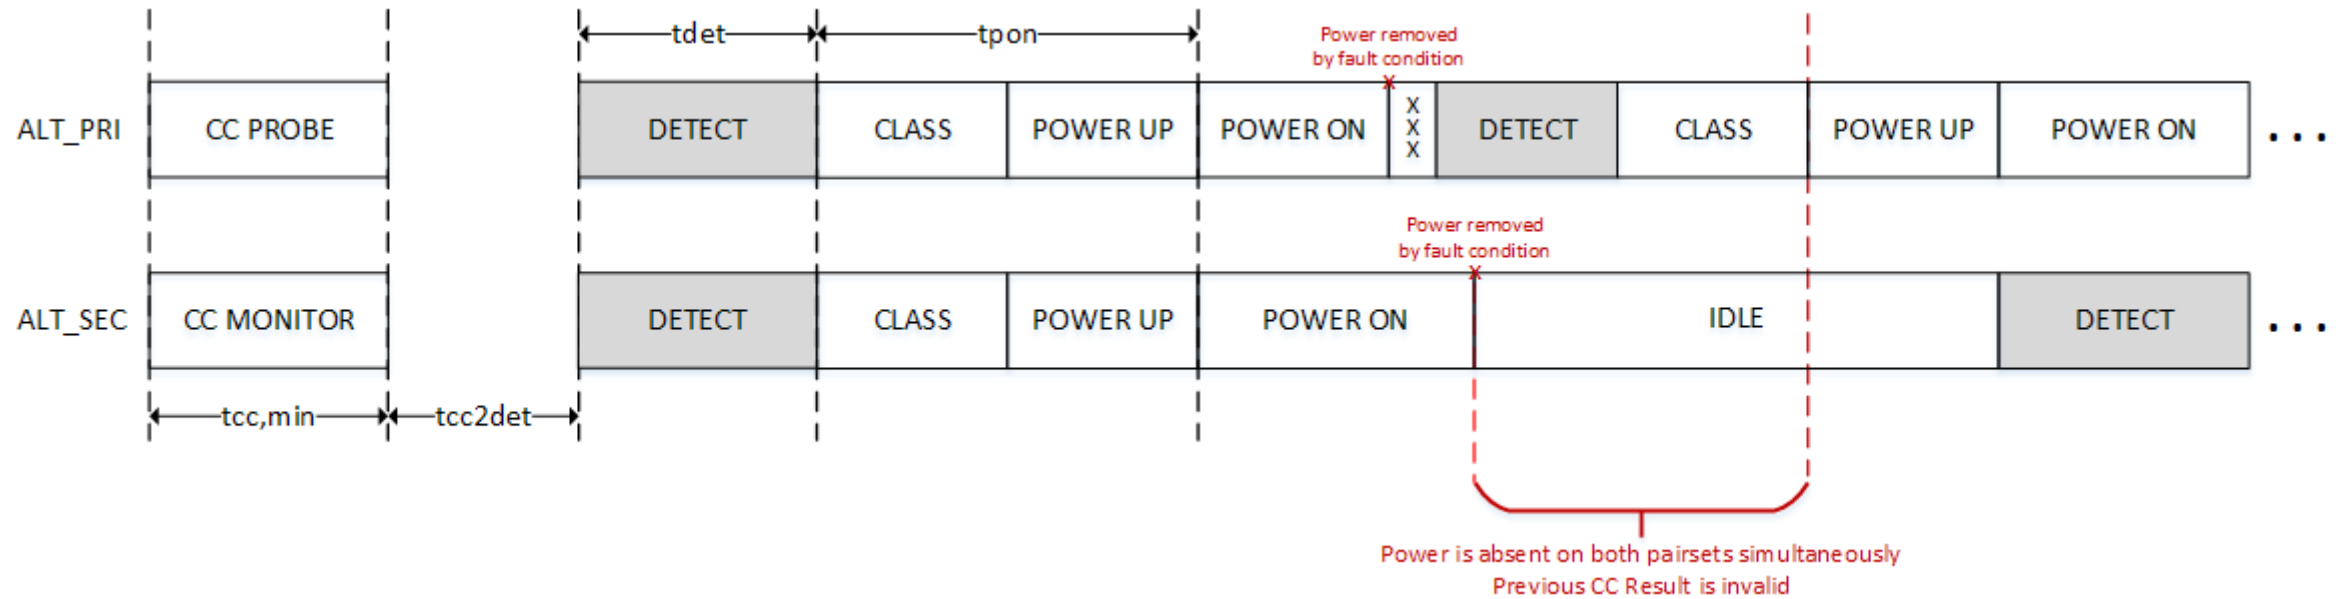 tdet
tpon
Power removed
by fault condition
ALT_PRI
CC PROBE
DETECT
CLASS
POWER UP
POWER ON
X
X
X
X
DETECT
CLASS
POWER UP
POWER ON
...
Power removed
by fault condition
X
ALT_SEC
CC MONITOR
DETECT
CLASS
POWER UP
POWER ON
IDLE
DETECT
...
tcc,min
tcc2det
Power is absent on both pairsets simultaneously
Previous CC Result is invalid